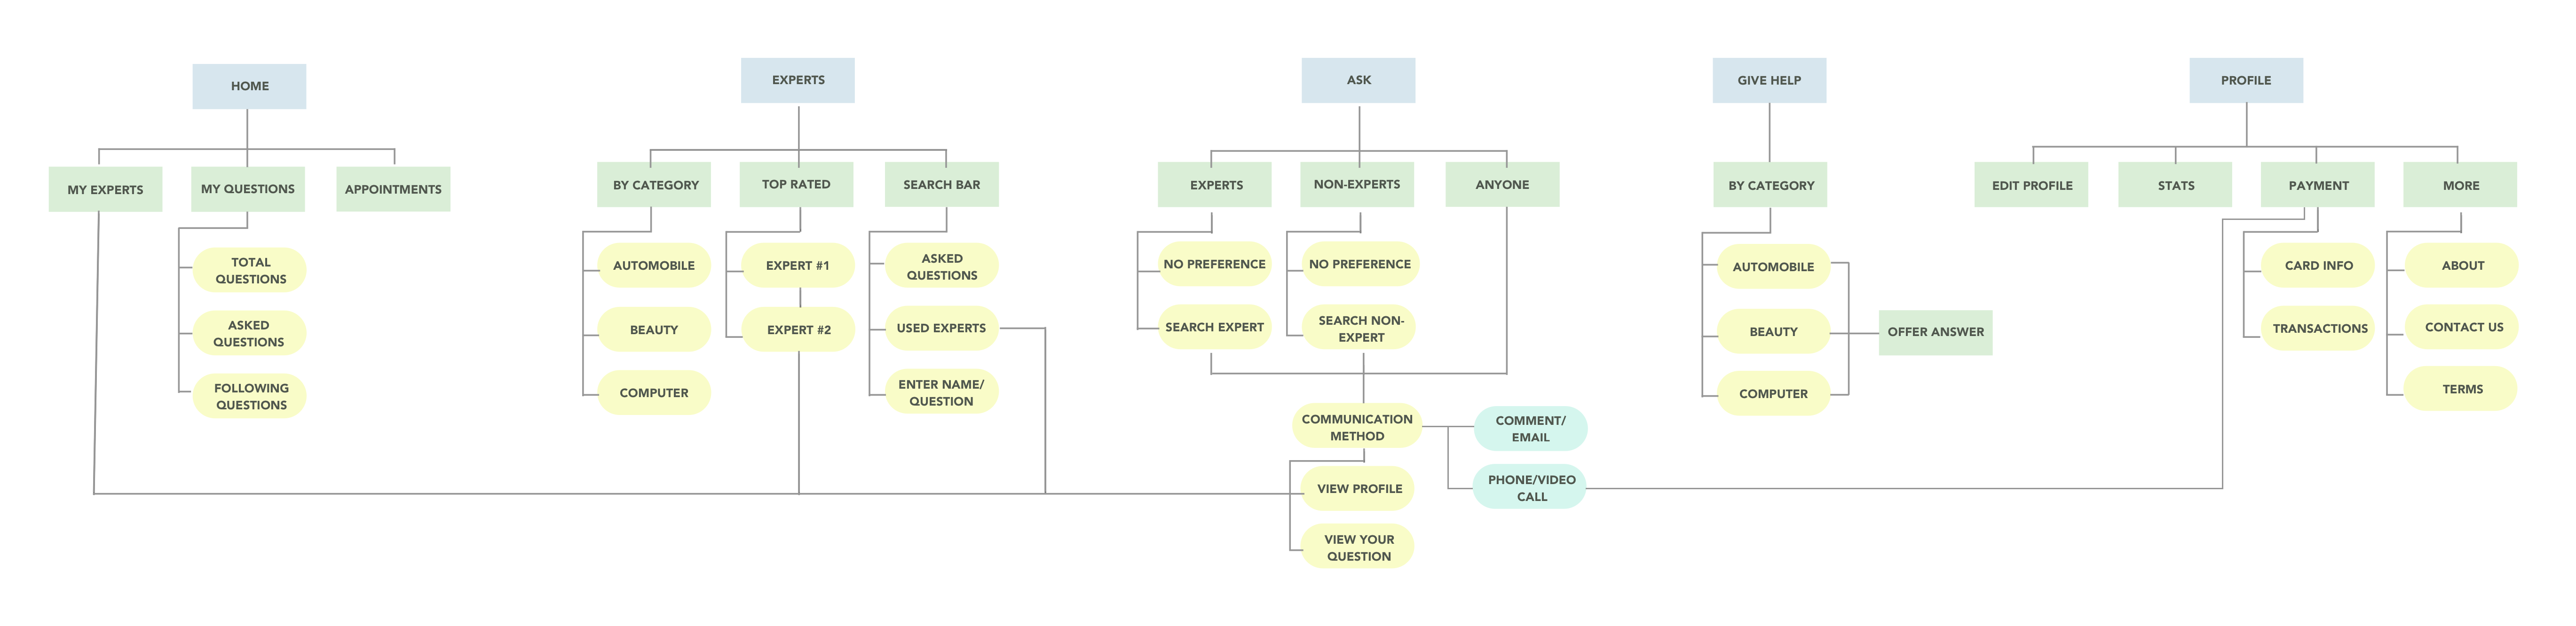 HOME
MY EXPERTS
MY QUESTIONS
APPOINTMENTS
TOTAL
QUESTIONS
ASKED
QUESTIONS
FOLLOWING
QUESTIONS
EXPERTS
BY CATEGORY
TOP RATED
SEARCH BAR
AUTOMOBILE
BEAUTY
COMPUTER
EXPERT #1
EXPERT #2
ASKED
QUESTIONS
USED EXPERTS
ENTER NAME/
QUESTION
ASK
EXPERTS
NON-EXPERTS
ANYONE
NO PREFERENCE
SEARCH EXPERT
NO PREFERENCE
SEARCH NON-
EXPERT
COMMUNICATION
METHOD
COMMENT/
EMAIL
PHONE/VIDEO
CALL
VIEW PROFILE
VIEW YOUR
QUESTION
GIVE HELP
BY CATEGORY
AUTOMOBILE
BEAUTY
COMPUTER
OFFER ANSWER
PROFILE
EDIT PROFILE
STATS
PAYMENT
MORE
CARD INFO
TRANSACTIONS
ABOUT
CONTACT US
TERMS